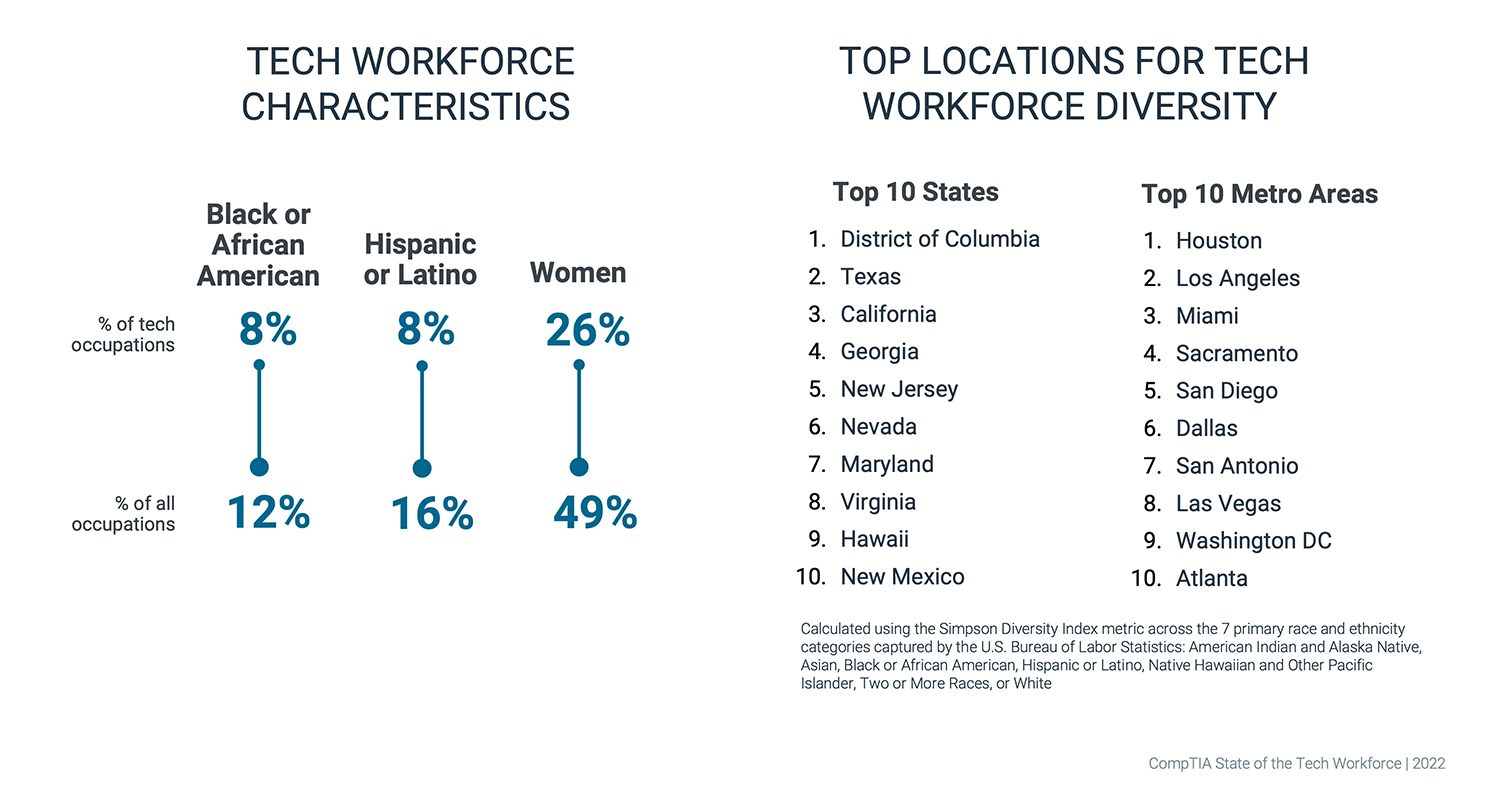 TECH WORKFORCE
CHARACTERISTICS
Black or
African
American
Hispanic
or Latino
Women
% of tech
occupations
8%
8%
26%
% of all
occupations
12%
16%
49%
TOP LOCATIONS FOR TECH
WORKFORCE DIVERSITY
Top 10 States
1. District of Columbia
2. Texas
3. California
4. Georgia
5. New Jersey
6. Nevada
7. Maryland
8. Virginia
9. Hawaii
10. New Mexico
Top 10 Metro Areas
1. Houston
2. Los Angeles
3. Miami
4. Sacramento
5. San Diego
6. Dallas
7. San Antonio
8. Las Vegas
9. Washington DC
10. Atlanta
Calculated using the Simpson Diversity Index metric across the 7 primary race and ethnicity
categories captured by the U.S. Bureau of Labor Statistics: American Indian and Alaska Native,
Asian, Black or African American, Hispanic or Latino, Native Hawaiian and Other Pacific
Islander, Two or More Races, or White
CompTIA State of the Tech Workforce | 2022